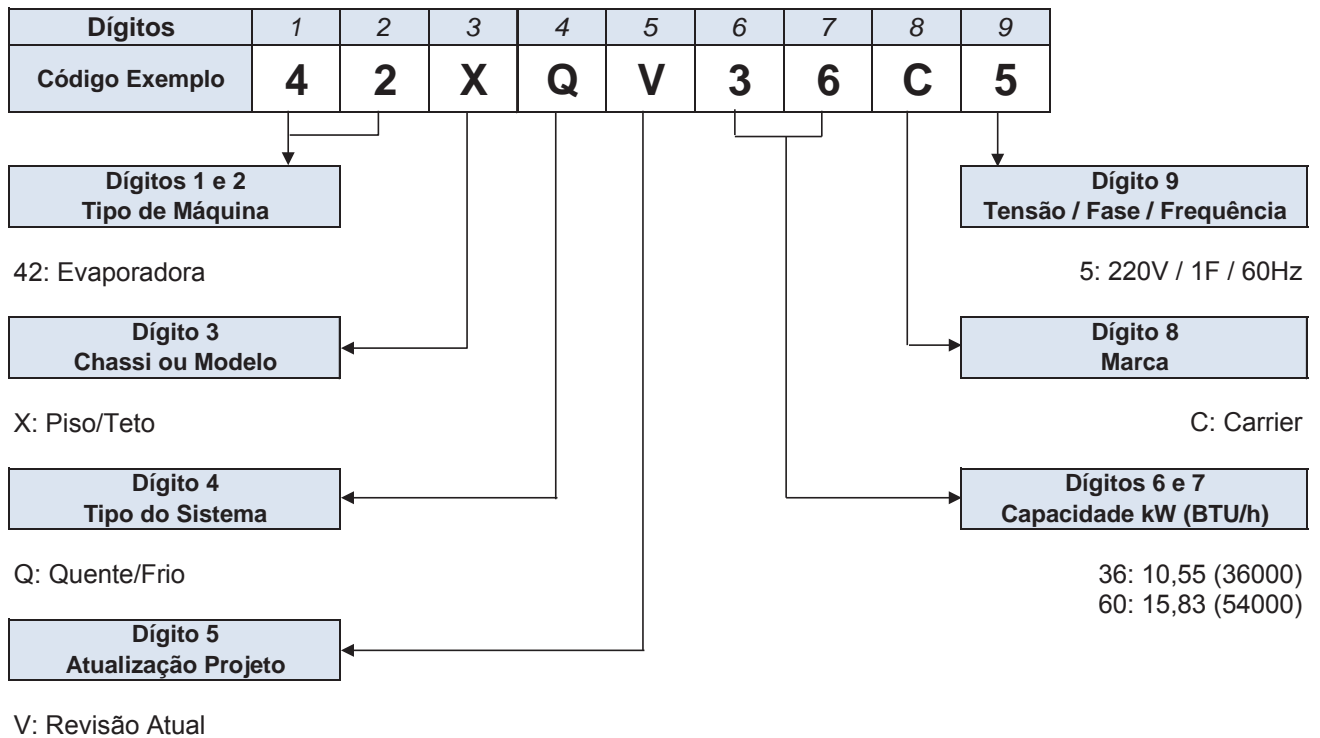 Dígitos 1 2 3 4 5 6 7 8 9
Código Exemplo 4 2 X Q V 3 6 C 5
Dígitos 1 e 2
Tipo de Máquina
42: Evaporadora
Dígito 3
Chassi ou Modelo
X: Piso/Teto
Dígito 4
Tipo do Sistema
Q: Quente/Frio
Dígito 5
Atualização Projeto
V: Revisão Atual
Dígito 9
Tensão / Fase / Frequência
5: 220V / 1F / 60Hz
Dígito 8
Marca
C: Carrier
Dígitos 6 e 7
Capacidade kW (BTU/h)
36: 10,55 (36000)
60: 15,83 (54000)